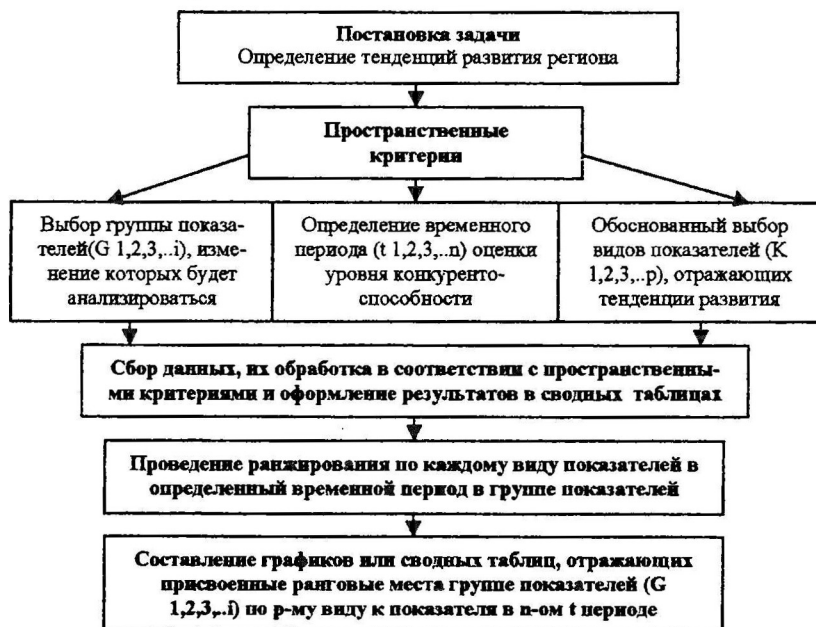 Постановка задачи
Определение тенденций развития региона
Пространственные
критерии
Выбор группы показа-
телей(G 1,2,3,..i), изме-
нение которых будет
анализироваться
Определение временного
периода (t 1,2,3,..n) оценки
уровня конкуренто-
способности
Обоснованный выбор
видов показателей (K
1,2,3,..p), отражающих
тенденции развития
Сбор данных, их обработка в соответствии с пространственны-
ми критериями и оформление результатов в сводных таблицах
Проведение ранжирования по каждому виду показателей в
определенный временной период в группе показателей
Составление графиков или сводных таблиц, отражающих
присвоенные ранговые места группе показателей (G
1,2,3,..i) по p-му виду к показателя в n-ом t периоде